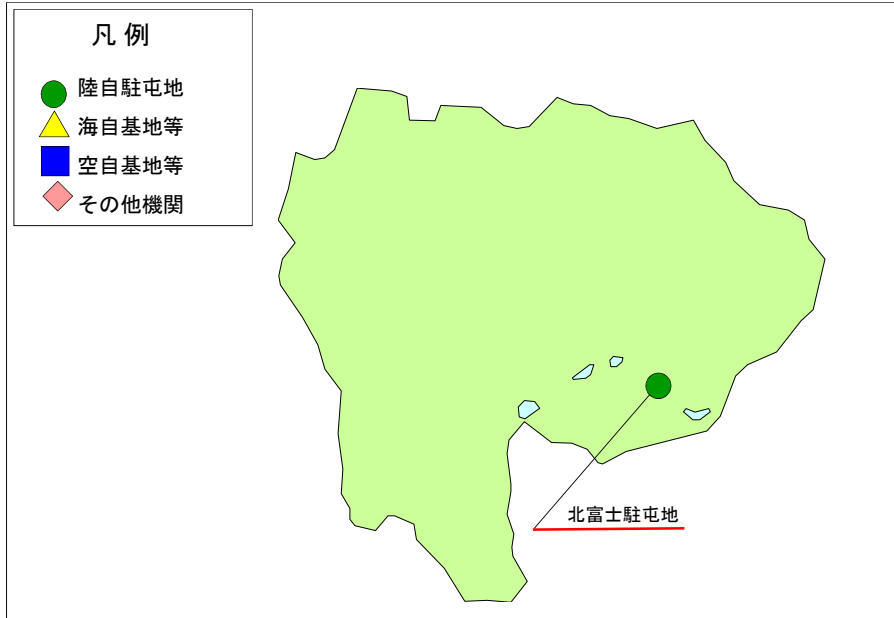 凡例
陸自駐屯地
海自基地等
空自基地等
その他機関
北富士駐屯地